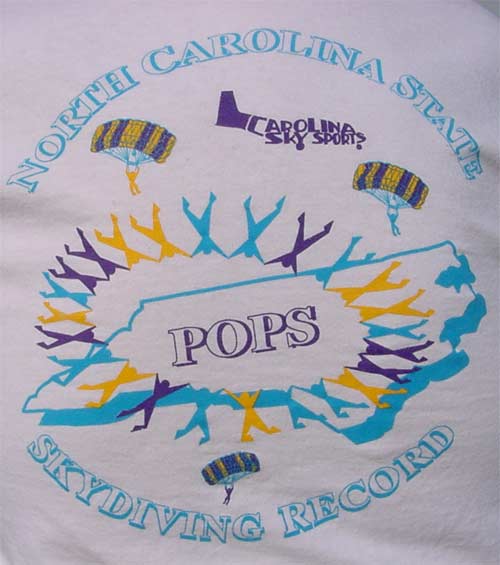 NORTH CAROLINA STATE
CAROLINA
SKY SPORTS
POPS
SKYDIVING RECORD